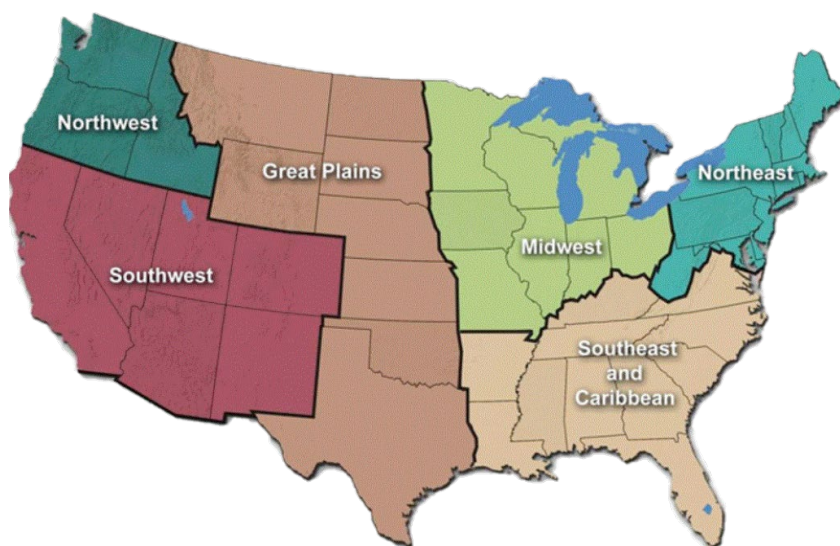 Northwest
Great Plains
Northeast
Midwest
Southwest
Southeast
and
Caribbean